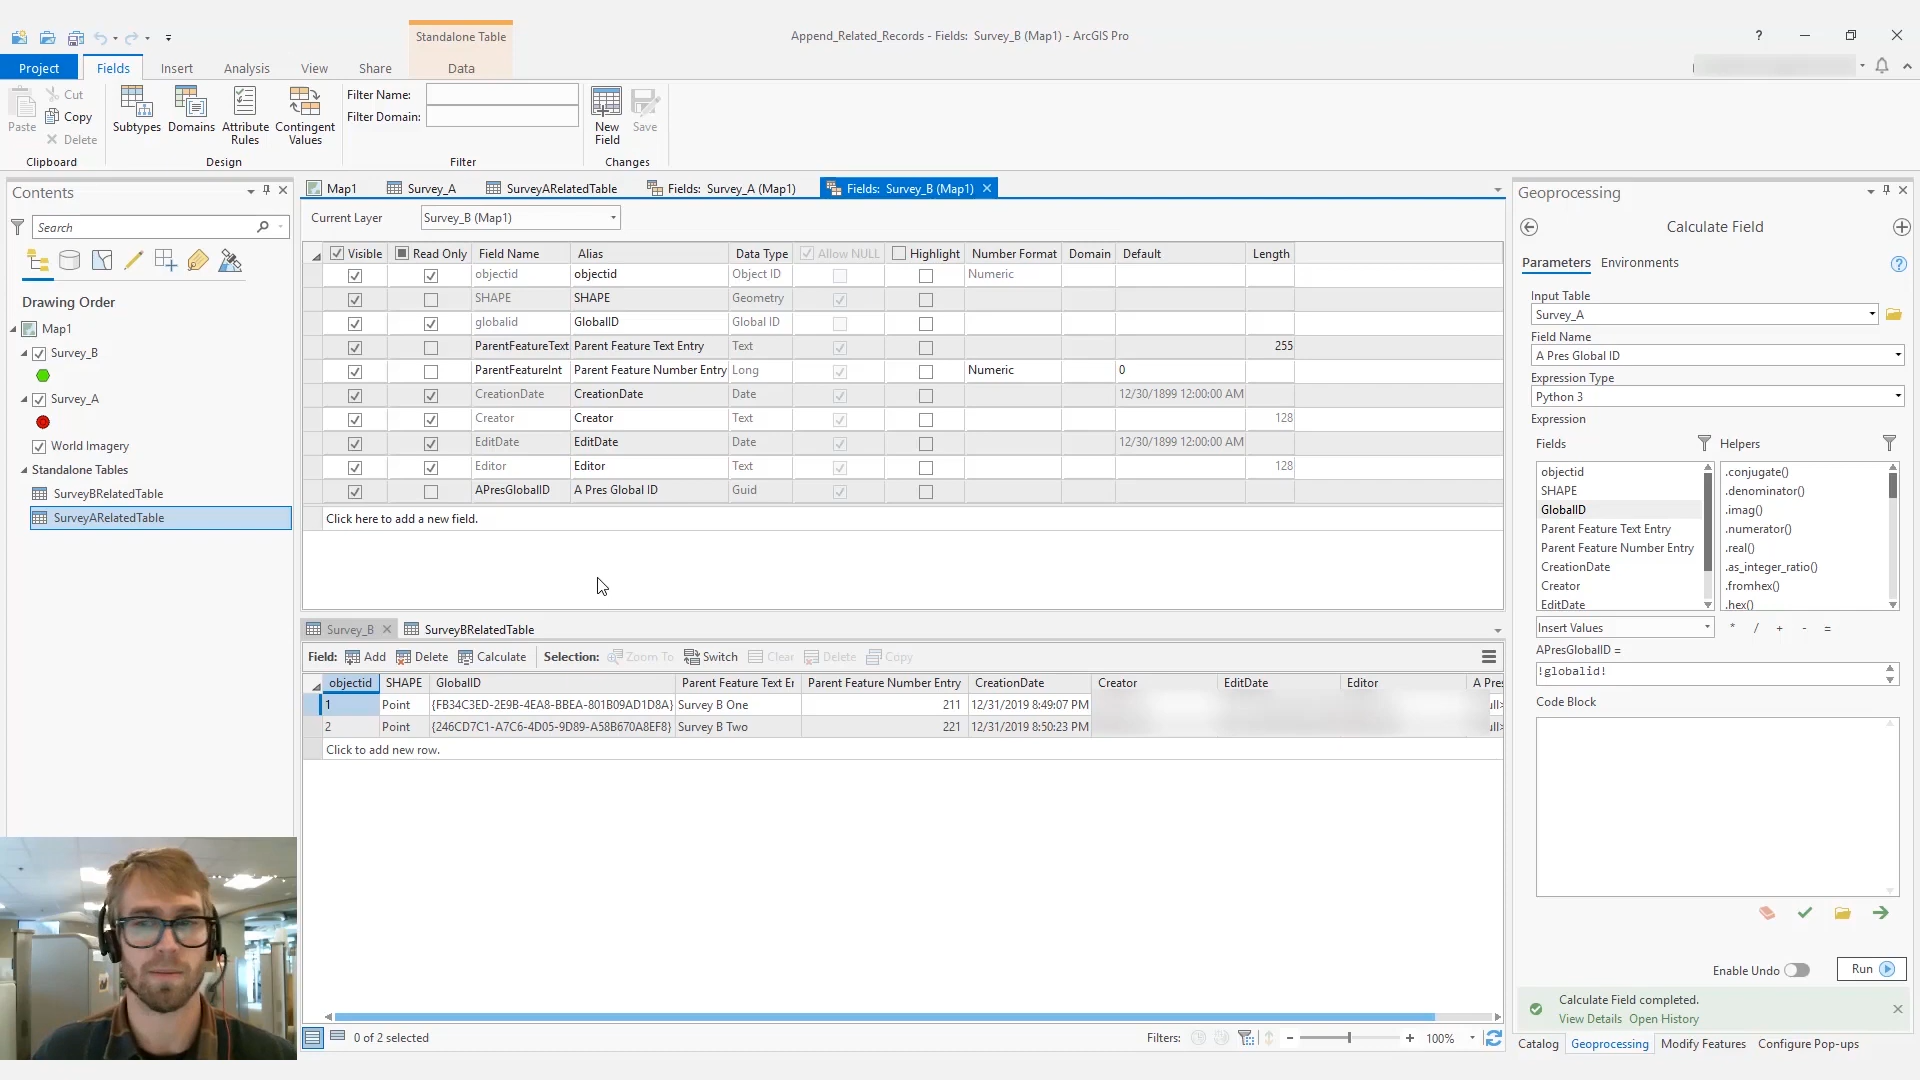 Standalone Table
Append_Related_Records - Fields: Survey_B (Map1) - ArcGIS Pro
?
Project
Fields
Insert
Analysis
View
Share
Data
Paste
Cut
Copy
Delete
Clipboard
Subtypes
Domains
Attribute Rules
Contingent Values
Design
Filter Name:
Filter Domain:
Filter
New Field
Save
Changes
Contents
Search
Drawing Order
Map1
Survey_B
Survey_A
World Imagery
Standalone Tables
SurveyBRelatedTable
SurveyARelatedTable
Map1 Survey_A SurveyARelatedTable Fields: Survey_A (Map1) Fields: Survey_B (Map1)
Current Layer Survey_B (Map1)
Visible Read Only Field Name Alias Data Type Allow NULL Highlight Number Format Domain Default Length
objectid objectid Object ID Numeric
SHAPE SHAPE Geometry
globalid GlobalID Global ID
ParentFeatureText Parent Feature Text Entry Text 255
ParentFeatureInt Parent Feature Number Entry Long Numeric 0
CreationDate CreationDate Date 12/30/1899 12:00:00 AM
Creator Creator Text 128
EditDate EditDate Date 12/30/1899 12:00:00 AM
Editor Editor Text 128
APresGlobalID A Pres Global ID Guid
Click here to add a new field.
Survey_B SurveyBRelatedTable
Field: Add Delete Calculate Selection: Zoom To Switch Clear Delete Copy
objectid SHAPE GlobalID Parent Feature Text Er Parent Feature Number Entry CreationDate Creator EditDate Editor A Pres
1 Point {FB34C3ED-2E9B-4EA8-BBEA-801B09AD1D8A} Survey B One 211 12/31/2019 8:49:07 PM ull>
2 Point {246CD7C1-A7C6-4D05-9D89-A58B670A8EF8} Survey B Two 221 12/31/2019 8:50:23 PM ull>
Click to add new row.
0 of 2 selected
Filters:
- + 100%
Geoprocessing
Calculate Field
Parameters Environments
?
Input Table
Survey_A
Field Name
A Pres Global ID
Expression Type
Python 3
Expression
Fields
objectid
SHAPE
GlobalID
Parent Feature Text Entry
Parent Feature Number Entry
CreationDate
Creator
EditDate
Helpers
.conjugate()
.denominator()
.imag()
.numerator()
.real()
.as_integer_ratio()
.fromhex()
.hex()
Insert Values * / + - =
APresGlobalID =
!globalid!
Code Block
Enable Undo
Run
Calculate Field completed.
View Details Open History
Catalog Geoprocessing Modify Features Configure Pop-ups